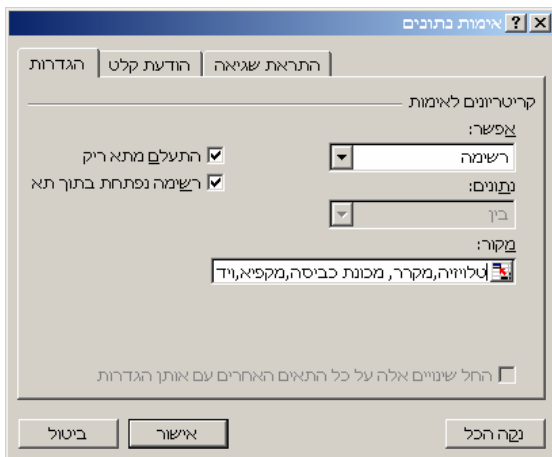 אימות נתונים
הגדרות
הודעת קלט
התראת שגיאה
קריטריונים לאימות
אפשר:
רשימה
התעלם מתא ריק
נתונים:
רשימה נפתחת בתוך תא
בין
מקור:
טלויזיה,מקרר, מכונת כביסה,מקפיא,ויד
החל שינויים אלה על כל התאים האחרים עם אותן הגדרות
נקה הכל
אישור
ביטול